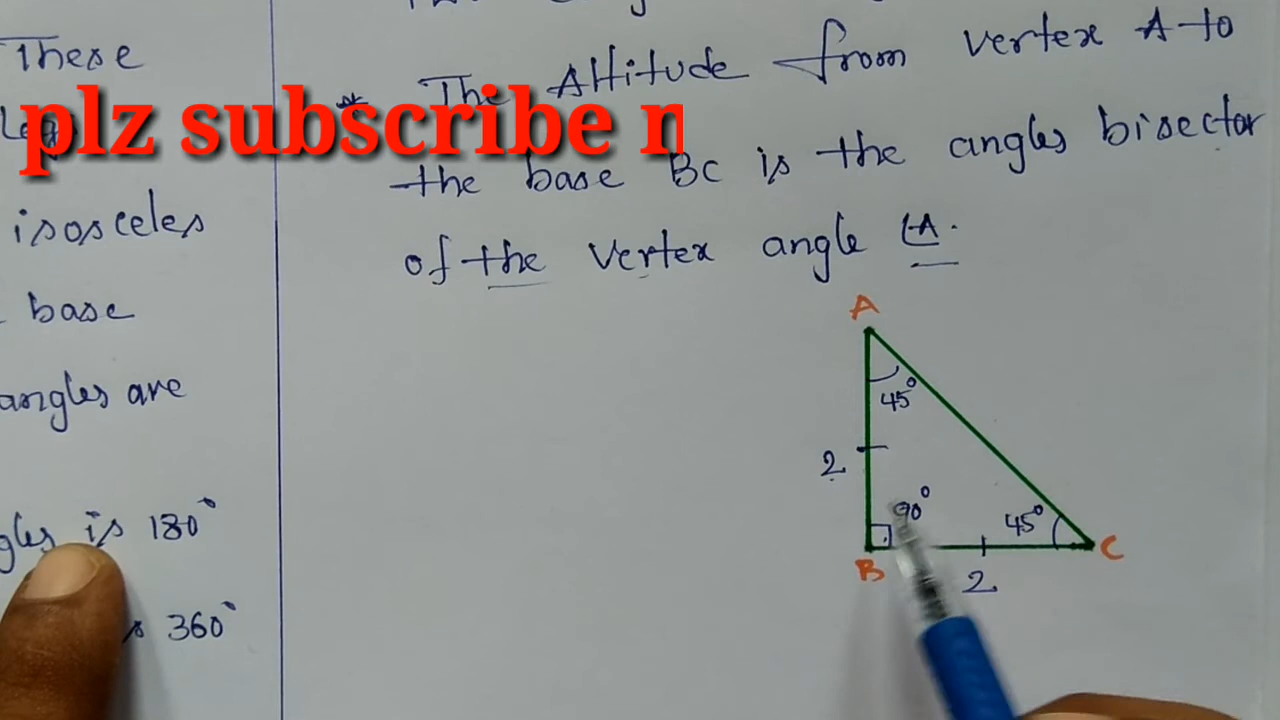 These
plz subscribe
isosceles
base
angles are
is 180°
360°
* The Altitude from vertex A to
the base BC is the angles bisector
of the vertex angle ∠A.
A
45°
2
90°
45°
B
C
2